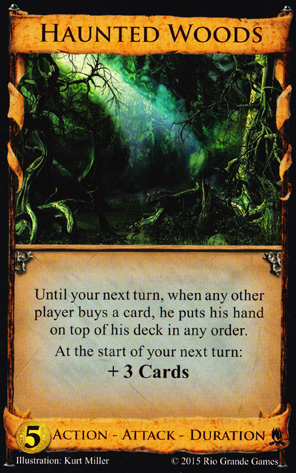 HAUNTED WOODS
Until your next turn, when any other
player buys a card, he puts his hand
on top of his deck in any order.
At the start of your next turn:
+ 3 Cards
5 ACTION - ATTACK - DURATION
Illustration: Kurt Miller © 2015 Rio Grande Games